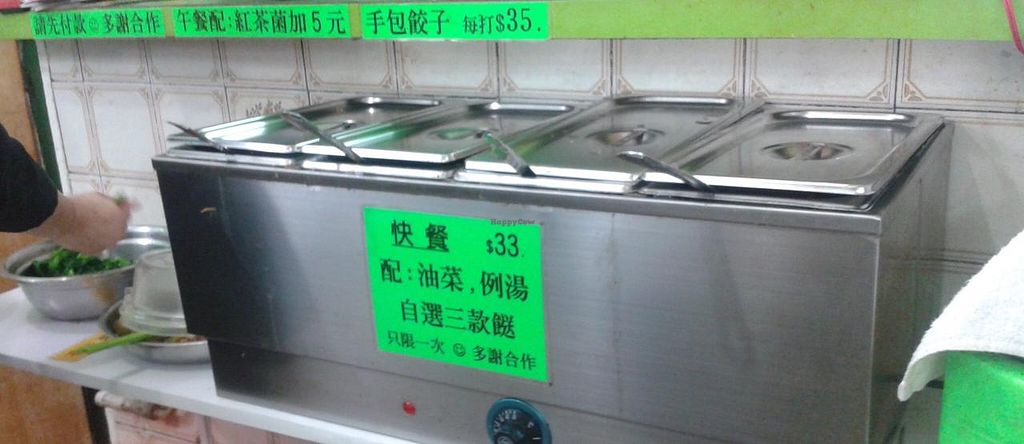 請先付款☺多謝合作
午餐配:紅茶菌加5元
手包餃子 每打$35.
HappyCow
快餐 $33.
配:油菜,例湯
自選三款餸
只限一次 ☺ 多謝合作